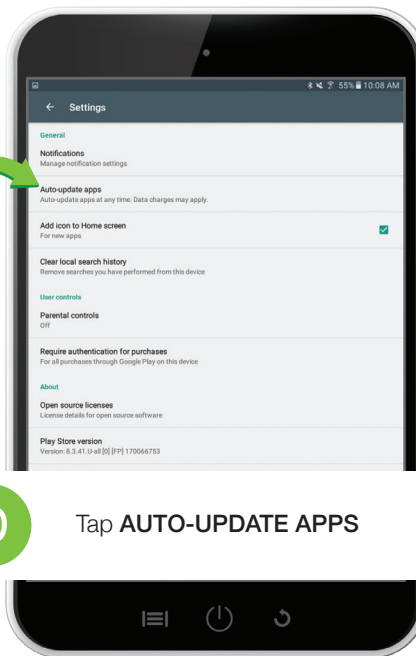 55% 10:08 AM
Settings
General
Notifications
Manage notification settings
Auto-update apps
Auto-update apps at any time. Data charges may apply.
Add icon to Home screen
For new apps
Clear local search history
Remove searches you have performed from this device
User controls
Parental controls
Off
Require authentication for purchases
For all purchases through Google Play on this device
About
Open source licenses
License details for open source software
Play Store version
Version: 8.3.41.U-all [0] [FP] 170066753
Tap AUTO-UPDATE APPS